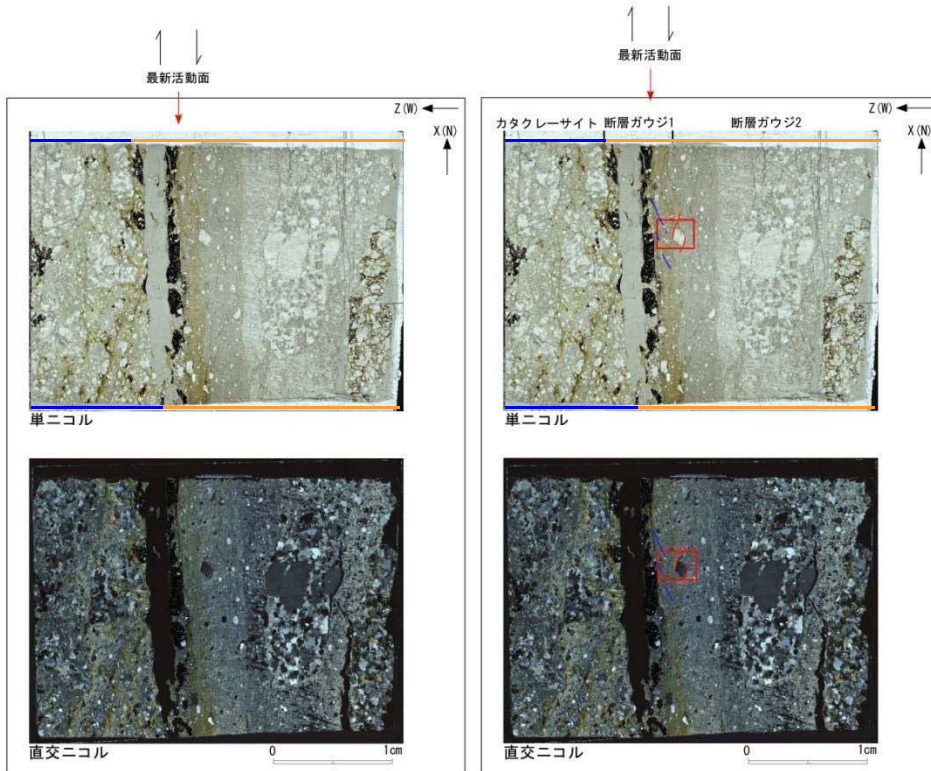 最新活動面
Z(W)
X(N)
単ニコル
直交ニコル
0 1cm
最新活動面
Z(W)
カタクレーサイト 断層ガウジ1 断層ガウジ2
X(N)
単ニコル
直交ニコル
0 1cm